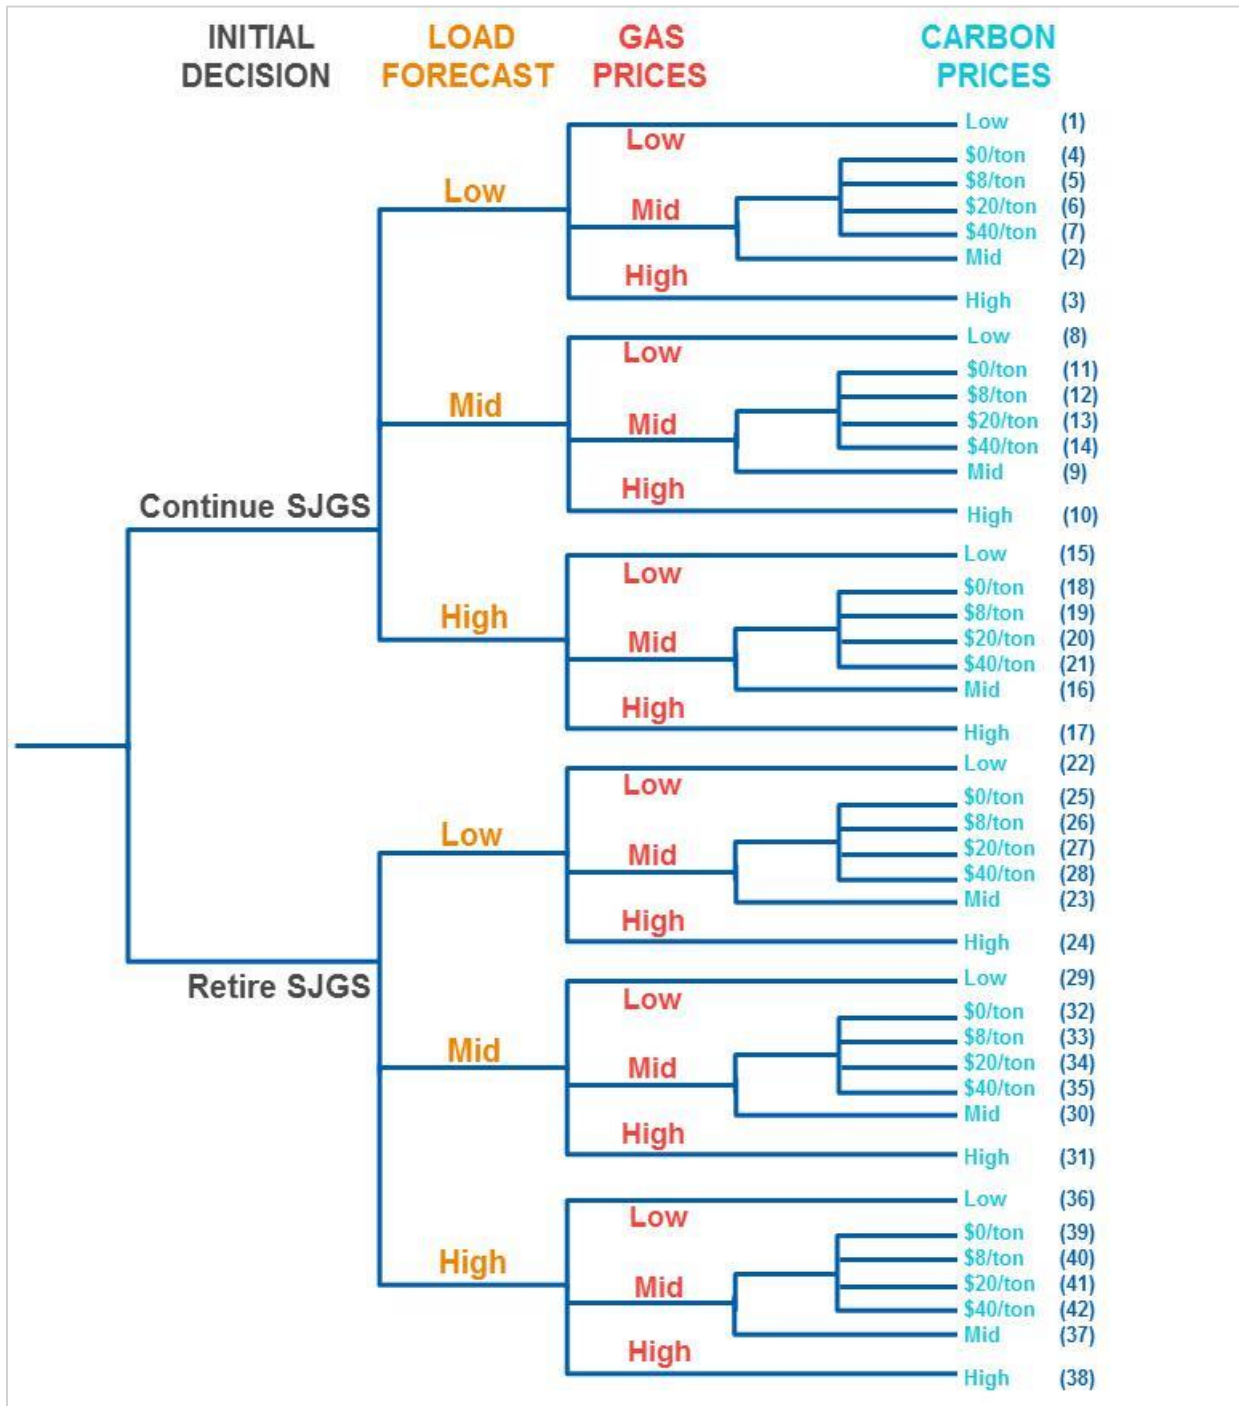 INITIAL DECISION
LOAD FORECAST
GAS PRICES
CARBON PRICES
Low (1)
Low
$0/ton (4)
$8/ton (5)
Low
$20/ton (6)
Mid
$40/ton (7)
Mid (2)
High
High (3)
Low (8)
Low
$0/ton (11)
$8/ton (12)
Mid
$20/ton (13)
Mid
$40/ton (14)
Mid (9)
High
Continue SJGS
High (10)
Low (15)
Low
$0/ton (18)
$8/ton (19)
High
$20/ton (20)
Mid
$40/ton (21)
Mid (16)
High
High (17)
Low (22)
Low
$0/ton (25)
$8/ton (26)
Low
$20/ton (27)
Mid
$40/ton (28)
Mid (23)
High
High (24)
Retire SJGS
Low (29)
Low
$0/ton (32)
$8/ton (33)
Mid
$20/ton (34)
Mid
$40/ton (35)
Mid (30)
High
High (31)
Low (36)
Low
$0/ton (39)
$8/ton (40)
High
$20/ton (41)
Mid
$40/ton (42)
Mid (37)
High
High (38)